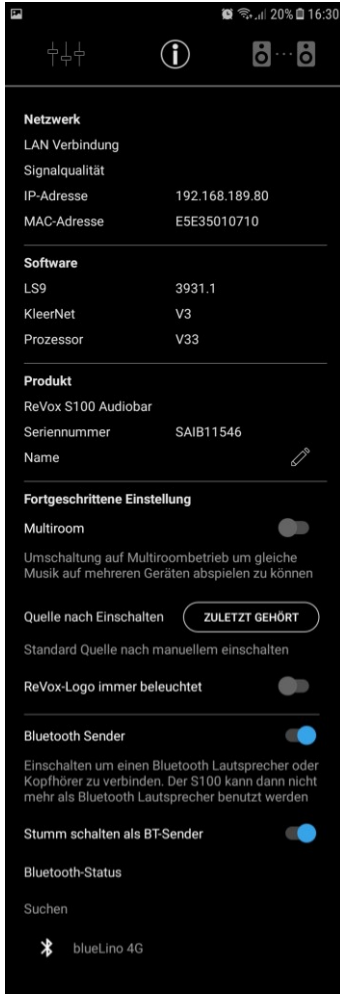 20% 16:30
Netzwerk
LAN Verbindung
Signalqualität
IP-Adresse 192.168.189.80
MAC-Adresse E5E35010710
Software
LS9 3931.1
KleerNet V3
Prozessor V33
Produkt
ReVox S100 Audiobar
Seriennummer SAIB11546
Name
Fortgeschrittene Einstellung
Multiroom
Umschaltung auf Multiroombetrieb um gleiche
Musik auf mehreren Geräten abspielen zu können
Quelle nach Einschalten ZULETZT GEHÖRT
Standard Quelle nach manuellem einschalten
ReVox-Logo immer beleuchtet
Bluetooth Sender
Einschalten um einen Bluetooth Lautsprecher oder
Kopfhörer zu verbinden. Der S100 kann dann nicht
mehr als Bluetooth Lautsprecher benutzt werden
Stumm schalten als BT-Sender
Bluetooth-Status
Suchen
blueLino 4G